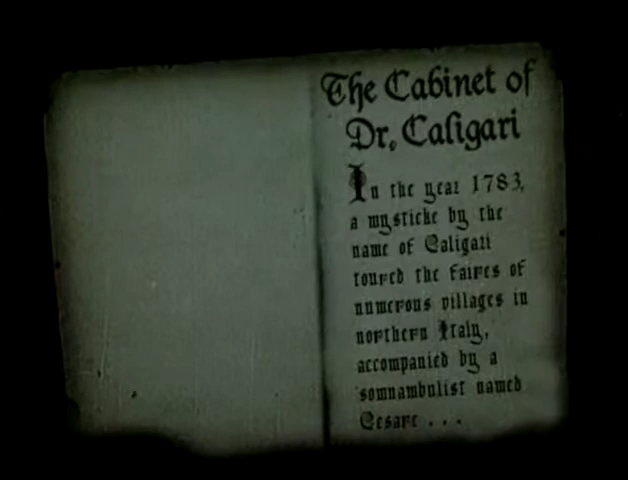 The Cabinet of
Dr. Caligari
In the year 1783,
a mysticke by the
name of Caligari
toured the faires of
numerous villages in
northern Italy,
accompanied by a
somnambulist named
Cesare . . .